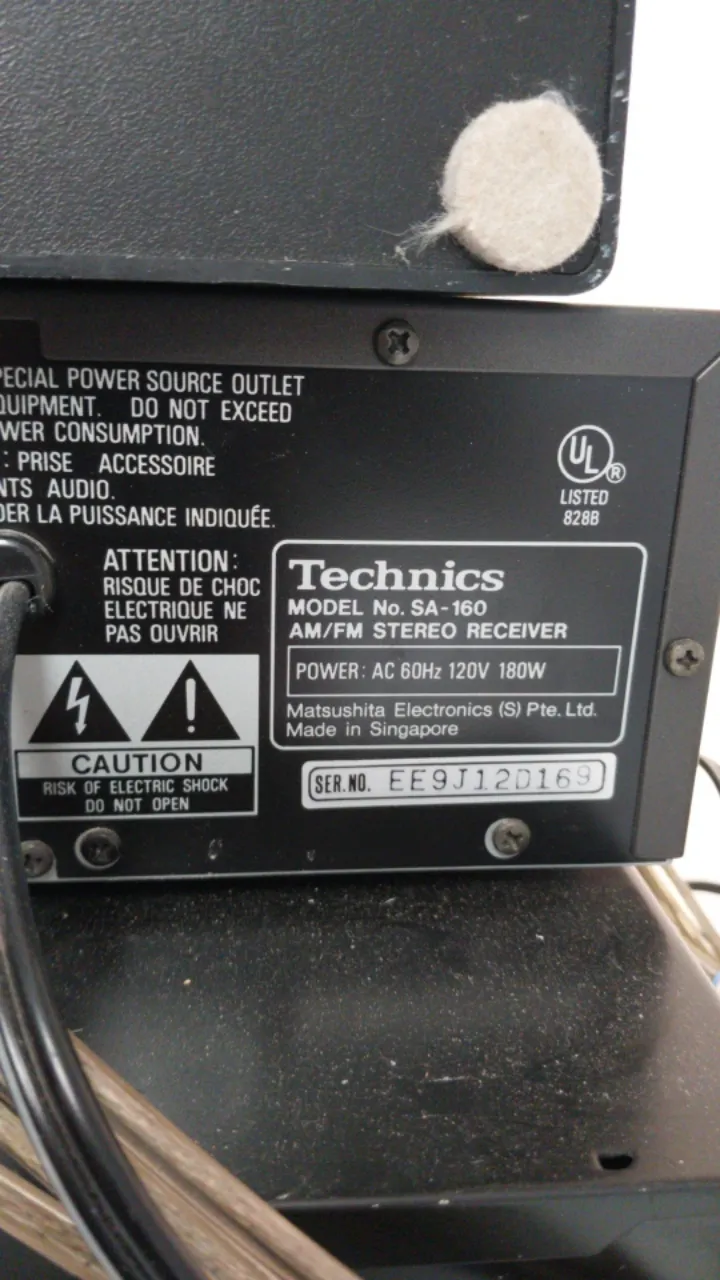 PECIAL POWER SOURCE OUTLET
QUIPMENT. DO NOT EXCEED
WER CONSUMPTION.
: PRISE ACCESSOIRE
NTS AUDIO.
DER LA PUISSANCE INDIQUÉE.
UL®
LISTED
828B
ATTENTION:
RISQUE DE CHOC
ELECTRIQUE NE
PAS OUVRIR
CAUTION
RISK OF ELECTRIC SHOCK
DO NOT OPEN
Technics
MODEL No. SA-160
AM/FM STEREO RECEIVER
POWER: AC 60Hz 120V 180W
Matsushita Electronics (S) Pte. Ltd.
Made in Singapore
SER.NO. EE9J12D169